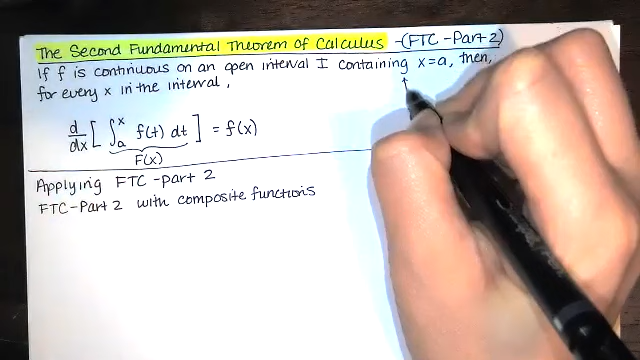 The Second Fundamental Theorem of Calculus - (FTC - Part 2)
If f is continuous on an open interval I containing x=a, then,
for every x in the interval,
d/dx [ ∫_a^x f(t) dt ] = f(x)
F(x)
Applying FTC - part 2
FTC - Part 2 with composite functions